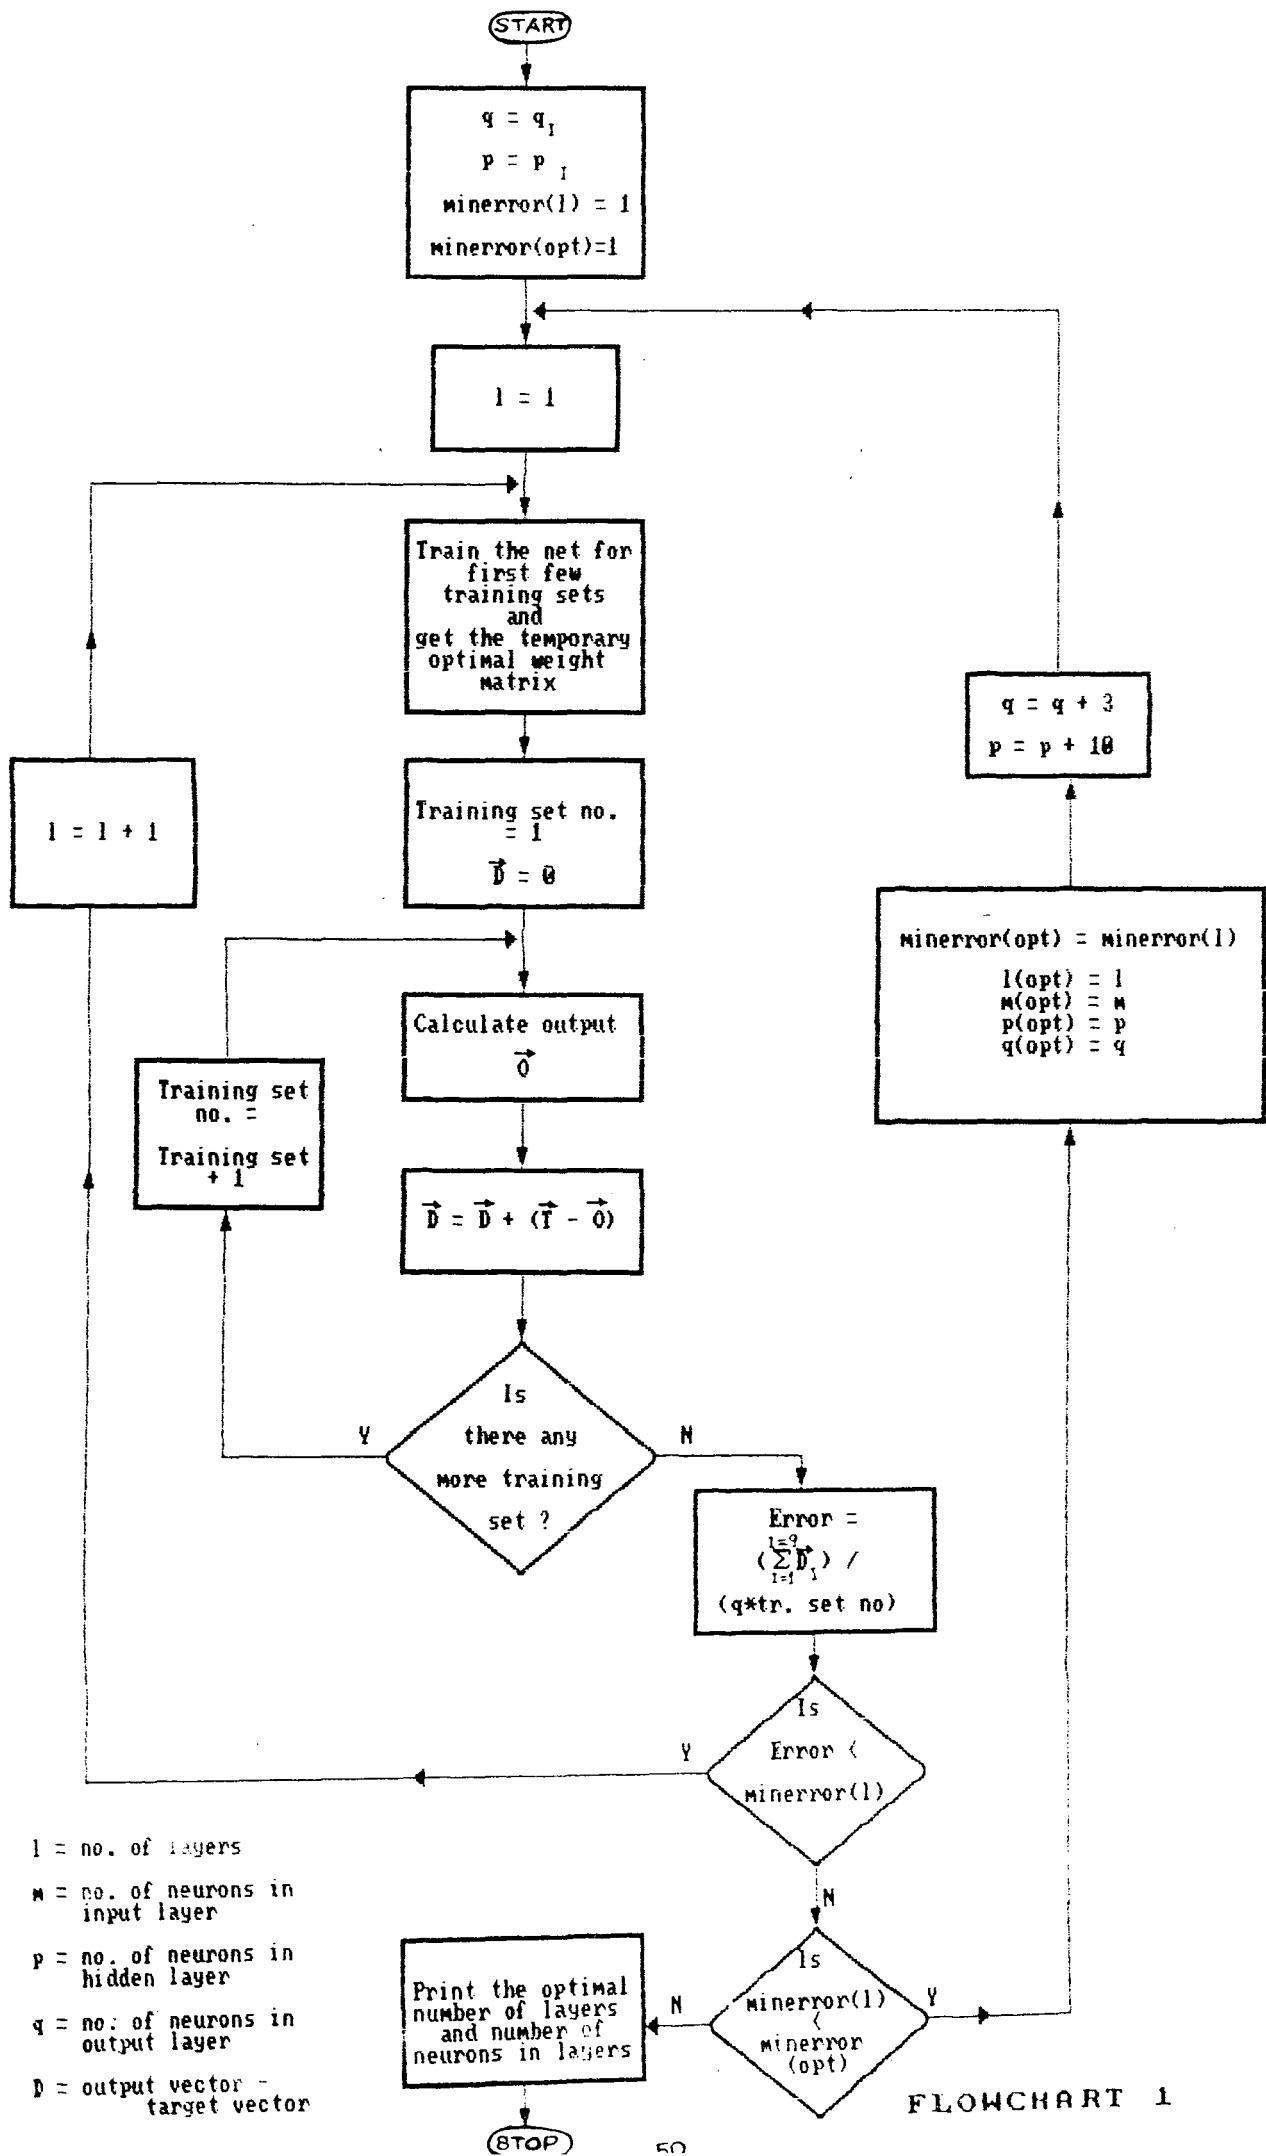 START
q = q_I
p = p_I
minerror(l) = 1
minerror(opt)=1
l = 1
Train the net for
first few
training sets
and
get the temporary
optimal weight
matrix
q = q + 3
p = p + 10
l = l + 1
Training set no.
= 1
D⃗ = 0
minerror(opt) = minerror(l)
l(opt) = l
m(opt) = m
p(opt) = p
q(opt) = q
Calculate output
O⃗
Training set
no. =
Training set
+ 1
D⃗ = D⃗ + (T⃗ - O⃗)
Is
there any
more training
set ?
Y
N
Error =
I=q
( Σ D⃗_I ) /
I=1
(q*tr. set no)
Is
Error <
minerror(l)
Y
N
Is
minerror(l)
<
minerror
(opt)
Y
N
Print the optimal
number of layers
and number of
neurons in layers
STOP
l = no. of layers
m = no. of neurons in
input layer
p = no. of neurons in
hidden layer
q = no. of neurons in
output layer
D = output vector -
target vector
FLOWCHART 1
50